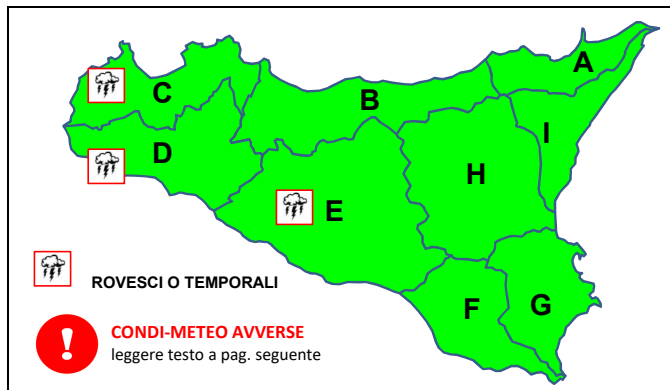 A
C
B
I
D
H
E
ROVESCI O TEMPORALI
F
G
CONDI-METEO AVVERSE
leggere testo a pag. seguente